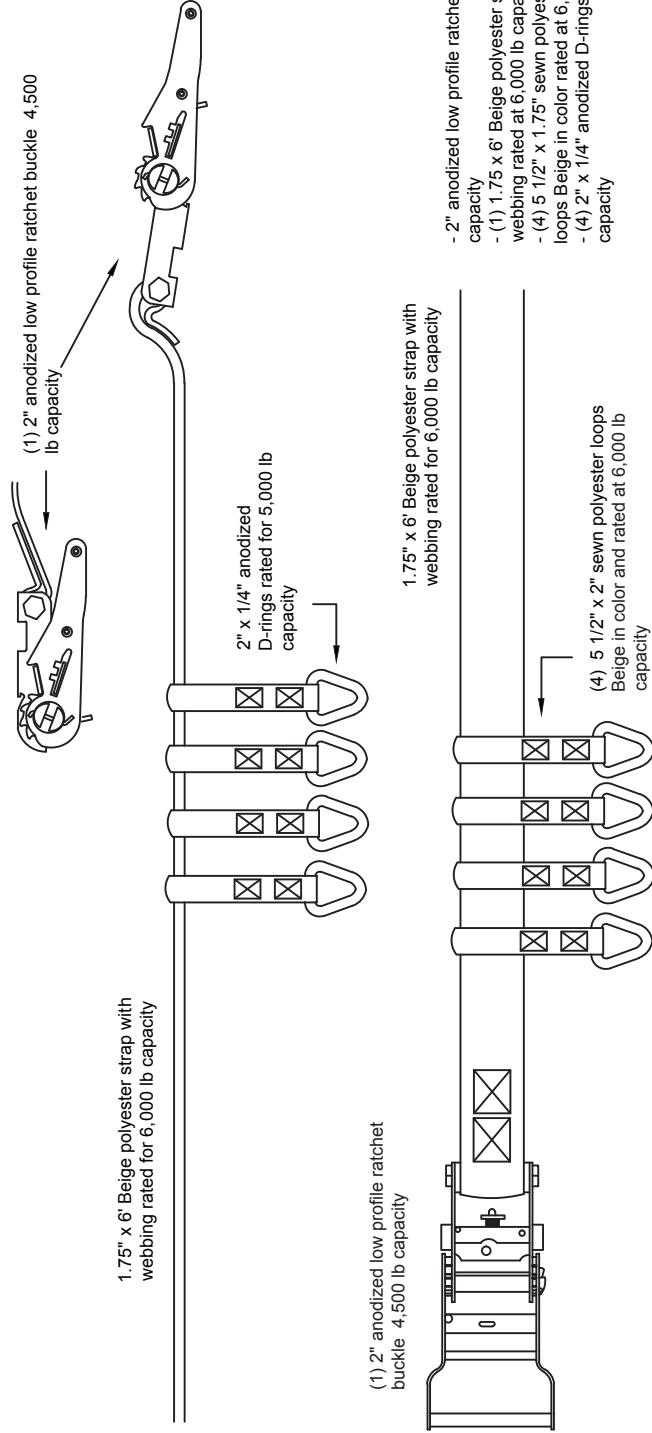 (1) 2" anodized low profile ratchet buckle 4,500
lb capacity
1.75" x 6' Beige polyester strap with
webbing rated for 6,000 lb capacity
2" x 1/4" anodized
D-rings rated for 5,000 lb
capacity
(1) 2" anodized low profile ratchet
buckle 4,500 lb capacity
1.75" x 6' Beige polyester strap with
webbing rated for 6,000 lb capacity
(4) 5 1/2" x 2" sewn polyester loops
Beige in color and rated at 6,000 lb
capacity
- 2" anodized low profile
capacity
- (1) 1.75 x 6' Beige polyester
webbing rated at 6,000 lb
- (4) 5 1/2" x 1.75" sewn
loops Beige in color rated at
- (4) 2" x 1/4" anodized D-rings
capacity